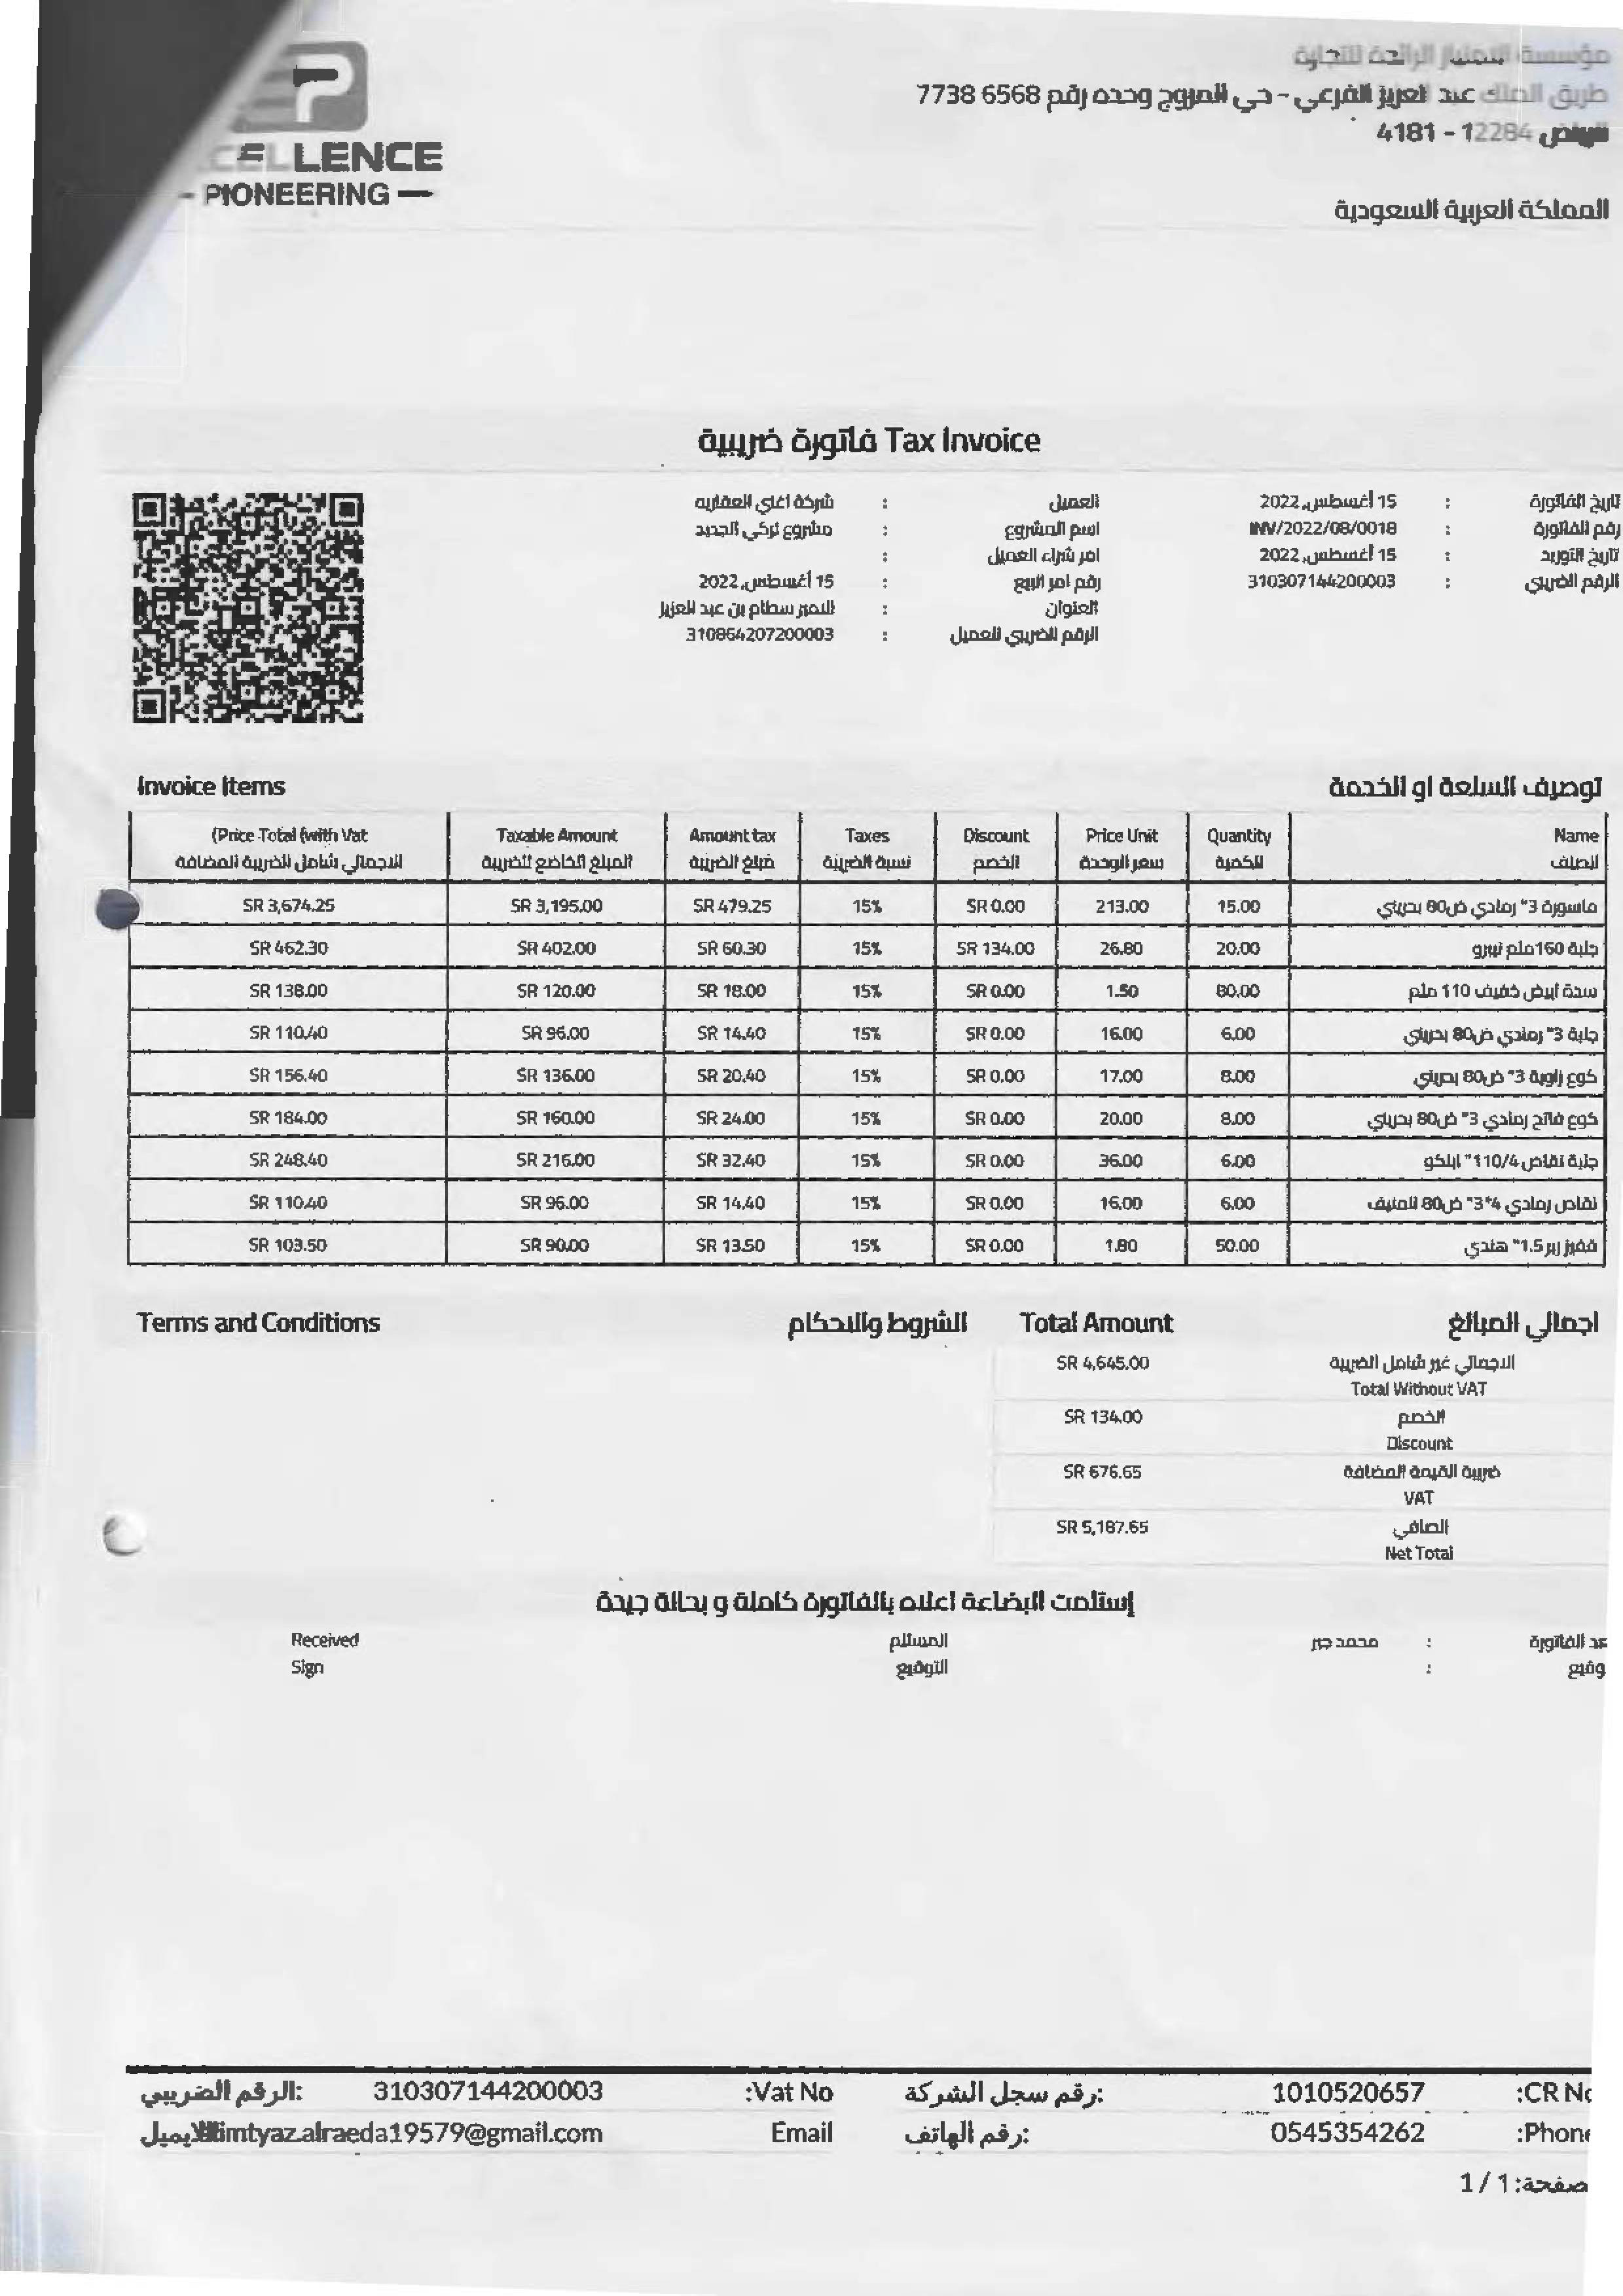 مؤسسة الامتياز الرائدة للتجارة
طريق الملك عبد العزيز الفرعي - حي المروج وحده رقم 6568 7738
الرياض 12284 - 4181
المملكة العربية السعودية
P
CELLENCE
- PIONEERING -
فاتورة ضريبية Tax Invoice
تاريخ الفاتورة : 15 أغسطس, 2022 العميل : شركة اغلى العقاريه
رقم الفاتورة : INV/2022/08/0018 اسم المشروع : مشروع تركي الجديد
تاريخ التوريد : 15 أغسطس, 2022 امر شراء العميل :
الرقم الضريبي : 310307144200003 رقم امر البيع : 15 أغسطس, 2022
العنوان : الامير سطام بن عبد العزيز
الرقم الضريبي للعميل : 310864207200003
Invoice Items توصيف السلعة او الخدمة
(Price Total (with Vat Taxable Amount Amount tax Taxes Discount Price Unit Quantity Name
الاجمالي شامل الضريبة المضافة المبلغ الخاضع للضريبة مبلغ الضريبة نسبة الضريبة الخصم سعر الوحدة الكمية الصنف
SR 3,674.25 SR 3,195.00 SR 479.25 15% SR 0.00 213.00 15.00 ماسورة 3" رمادي ض80 بحريني
SR 462.30 SR 402.00 SR 60.30 15% SR 134.00 26.80 20.00 جلبة 160ملم نيبرو
SR 138.00 SR 120.00 SR 18.00 15% SR 0.00 1.50 80.00 سدة ابيض خفيف 110 ملم
SR 110.40 SR 96.00 SR 14.40 15% SR 0.00 16.00 6.00 جلبة 3" رمادي ض80 بحريني
SR 156.40 SR 136.00 SR 20.40 15% SR 0.00 17.00 8.00 كوع زاوية 3" ض80 بحريني
SR 184.00 SR 160.00 SR 24.00 15% SR 0.00 20.00 8.00 كوع فاتح رمادي 3" ض80 بحريني
SR 248.40 SR 216.00 SR 32.40 15% SR 0.00 36.00 6.00 جلبة نقاص 110/4" ابلكو
SR 110.40 SR 96.00 SR 14.40 15% SR 0.00 16.00 6.00 نقاص رمادي 4*3" ض80 المنيف
SR 103.50 SR 90.00 SR 13.50 15% SR 0.00 1.80 50.00 قفيز ربر 1.5" هندي
Terms and Conditions الشروط والاحكام Total Amount اجمالي المبالغ
SR 4,645.00 الاجمالي غير شامل الضريبة
Total Without VAT
SR 134.00 الخصم
Discount
SR 676.65 ضريبة القيمة المضافة
VAT
SR 5,187.65 الصافي
Net Total
إستلمت البضاعة اعلاه بالفاتورة كاملة و بحالة جيدة
عد الفاتورة : محمد جبر المستلم Received
وقيع : التوقيع Sign
CR No: 1010520657 رقم سجل الشركة: Vat No: 310307144200003 الرقم الضريبي:
Phone: 0545354262 رقم الهاتف: Email imtyaz.alraeda19579@gmail.com الايميل
صفحة: 1 / 1